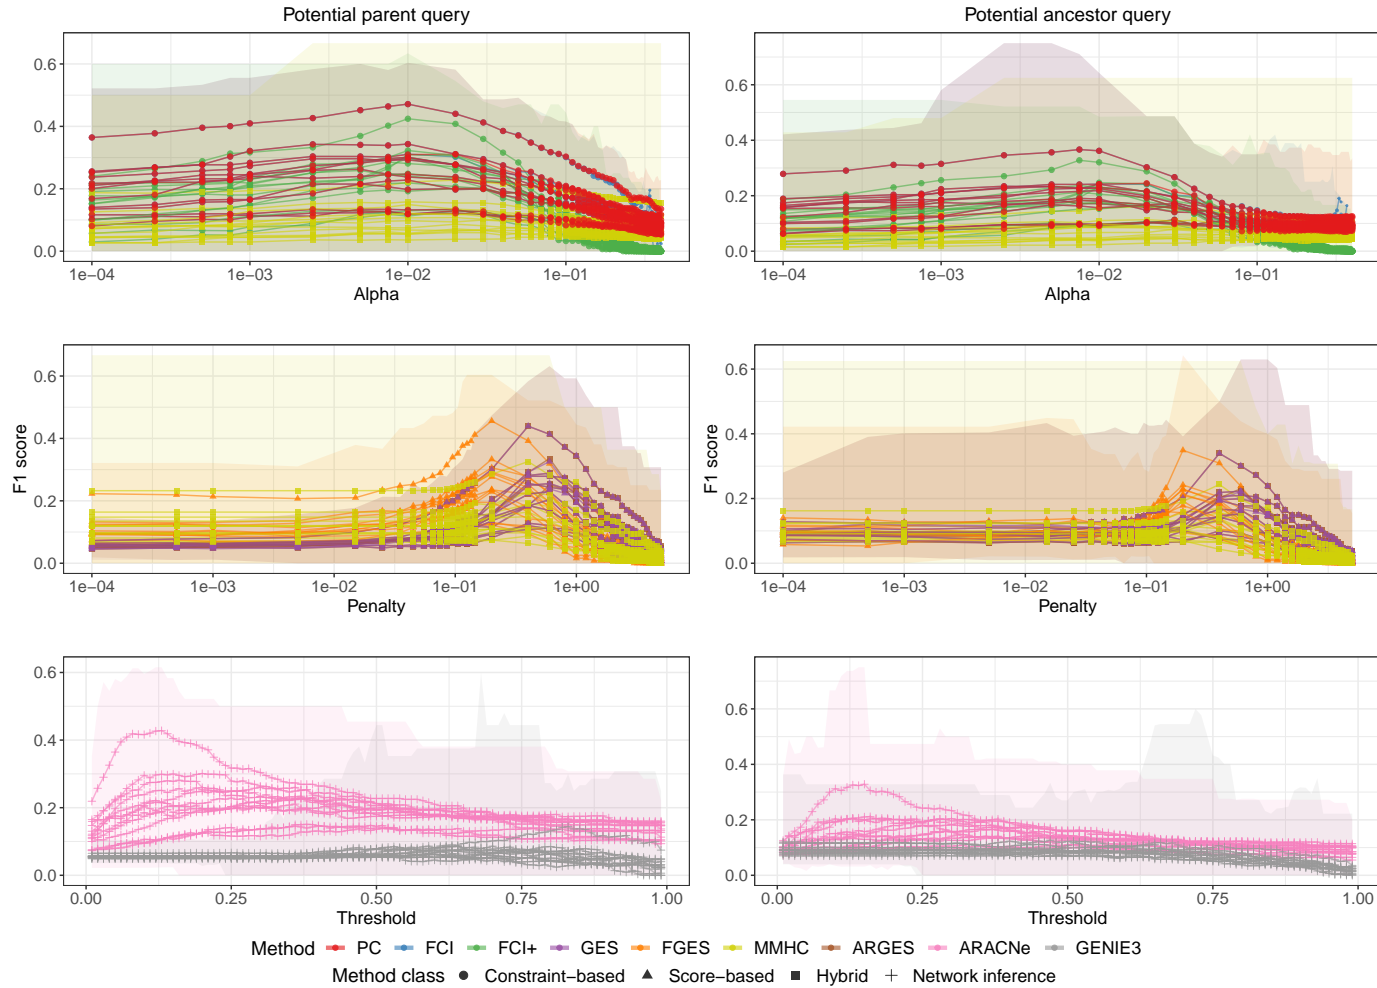 Potential parent query
Potential ancestor query
0.6
0.4
0.2
0.0
1e−04
1e−03
1e−02
1e−01
Alpha
0.6
0.4
0.2
0.0
1e−04
1e−03
1e−02
1e−01
Alpha
F1 score
0.6
0.4
0.2
0.0
1e−04
1e−03
1e−02
1e−01
1e+00
Penalty
F1 score
0.6
0.4
0.2
0.0
1e−04
1e−03
1e−02
1e−01
1e+00
Penalty
0.6
0.4
0.2
0.0
0.00
0.25
0.50
0.75
1.00
Threshold
0.6
0.4
0.2
0.0
0.00
0.25
0.50
0.75
1.00
Threshold
Method PC FCI FCI+ GES FGES MMHC ARGES ARACNe GENIE3
Method class Constraint−based Score−based Hybrid Network inference